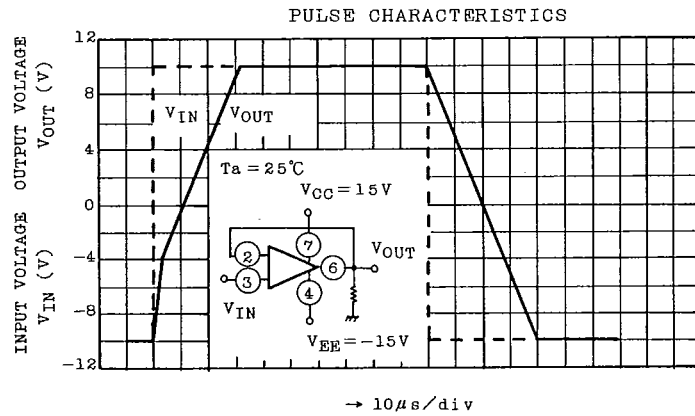 PULSE CHARACTERISTICS
INPUT VOLTAGE OUTPUT VOLTAGE
VIN (V) VOUT (V)
12
8
4
0
-4
-8
-12
VIN VOUT
Ta=25℃
VCC=15V
2
7
6
VOUT
3
4
VIN
VEE=-15V
→ 10μs/div